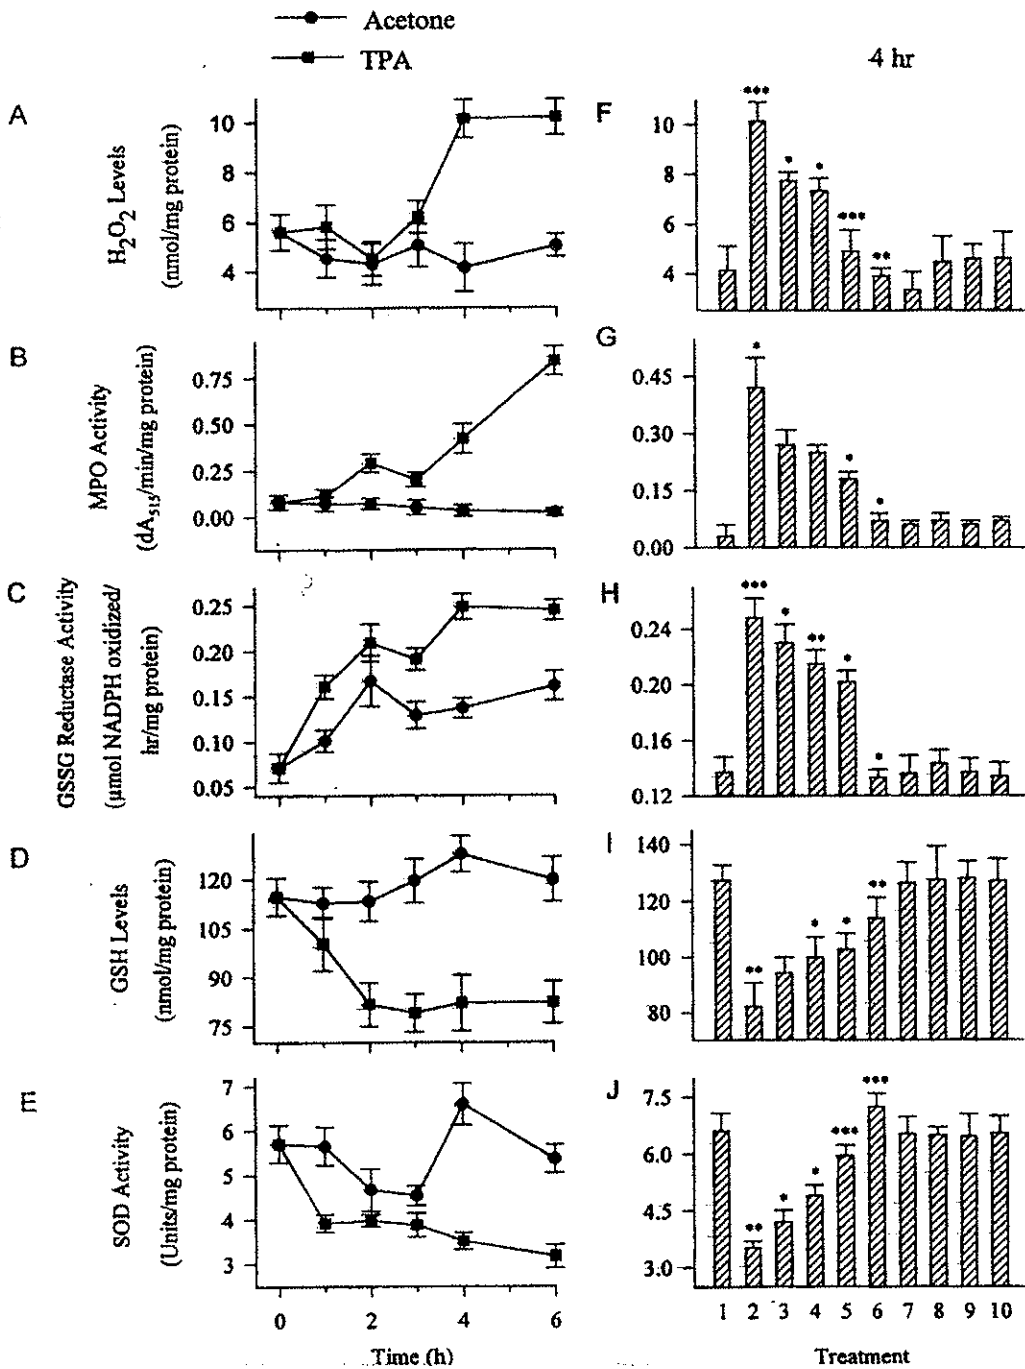 Acetone
TPA
4 hr
A
H2O2 Levels
(nmol/mg protein)
10
8
6
4
F
10
8
6
4
***
*
*
***
**
B
MPO Activity
(dA515/min/mg protein)
0.75
0.50
0.25
0.00
G
0.45
0.30
0.15
0.00
*
*
*
C
GSSG Reductase Activity
(µmol NADPH oxidized/
hr/mg protein)
0.25
0.20
0.15
0.10
0.05
H
0.24
0.20
0.16
0.12
***
*
**
*
*
D
GSH Levels
(nmol/mg protein)
120
105
90
75
I
140
120
100
80
**
*
*
**
E
SOD Activity
(Units/mg protein)
7
6
5
4
3
J
7.5
6.0
4.5
3.0
**
*
*
***
***
0 2 4 6
Time (h)
1 2 3 4 5 6 7 8 9 10
Treatment